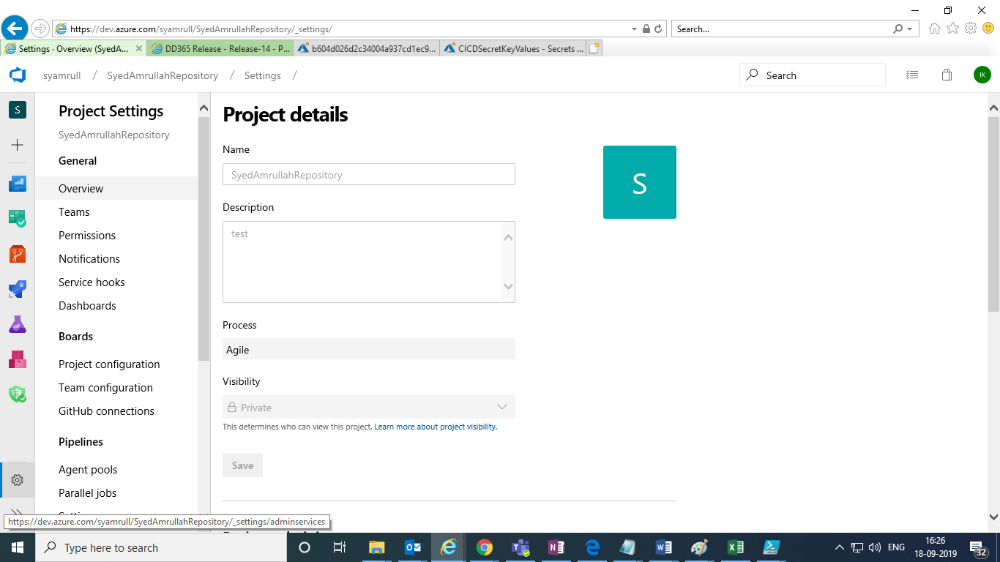 https://dev.azure.com/syamrull/SyedAmrullahRepository/_settings/
Search...
Settings · Overview (SyedA...
DD365 Release - Release-14 - P...
b604d026d2c34004a937cd1ec9...
CICDSecretKeyValues - Secrets ...
syamrull / SyedAmrullahRepository / Settings /
Search
JK
S
Project Settings
SyedAmrullahRepository
General
Overview
Teams
Permissions
Notifications
Service hooks
Dashboards
Boards
Project configuration
Team configuration
GitHub connections
Pipelines
Agent pools
Parallel jobs
Project details
Name
SyedAmrullahRepository
S
Description
test
Process
Agile
Visibility
Private
This determines who can view this project. Learn more about project visibility.
Save
https://dev.azure.com/syamrull/SyedAmrullahRepository/_settings/adminservices
Type here to search
ENG
16:26
18-09-2019
32